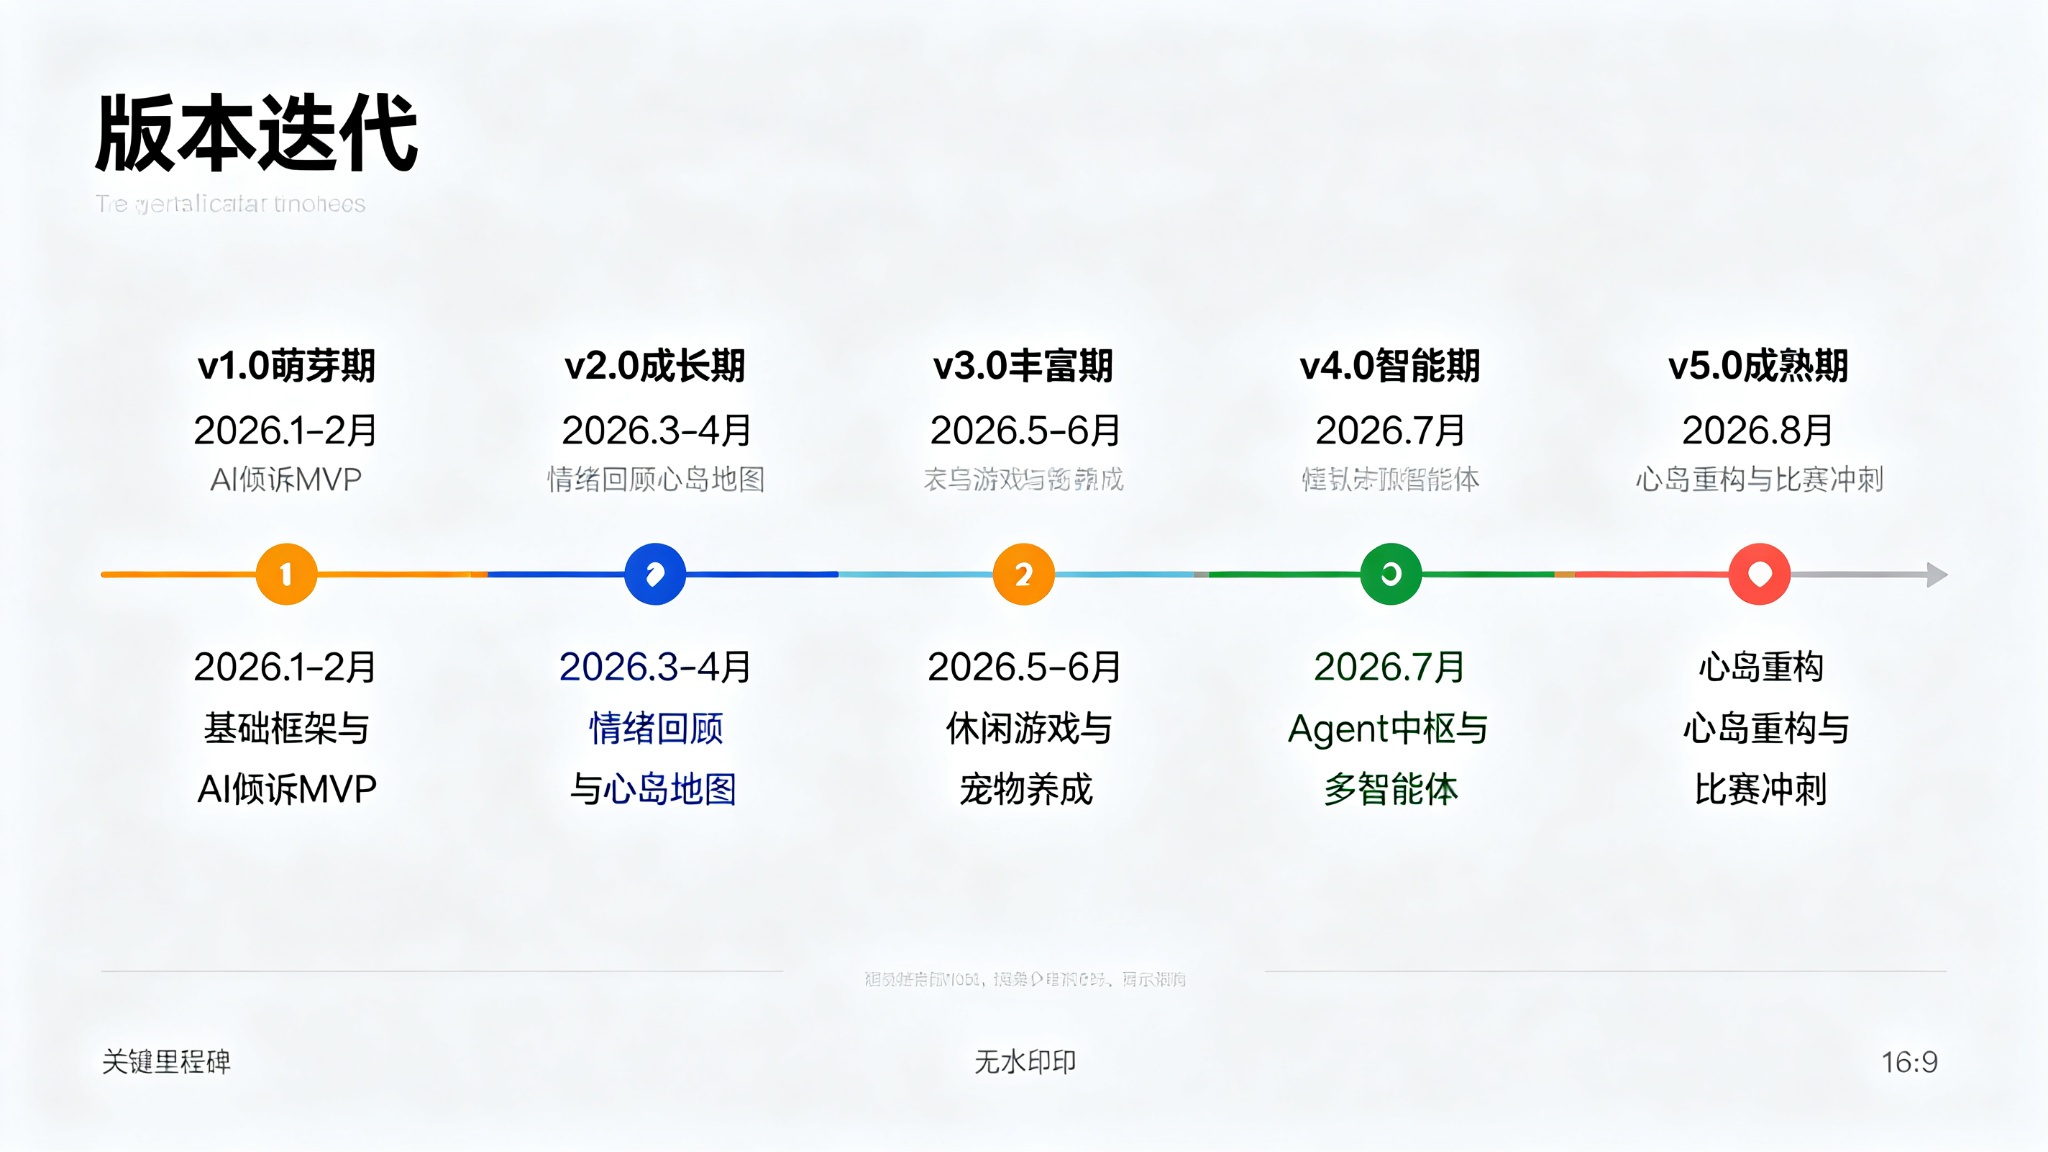 版本迭代
v1.0萌芽期
2026.1-2月
AI倾诉MVP
v2.0成长期
2026.3-4月
情绪回顾心岛地图
v3.0丰富期
2026.5-6月
游戏与
成
v4.0智能期
2026.7月
智能体
v5.0成熟期
2026.8月
心岛重构与比赛冲刺
1
2
2026.1-2月
基础框架与
AI倾诉MVP
2026.3-4月
情绪回顾
与心岛地图
2026.5-6月
休闲游戏与
宠物养成
2026.7月
Agent中枢与
多智能体
心岛重构
心岛重构与
比赛冲刺
关键里程碑
无水印印
16:9